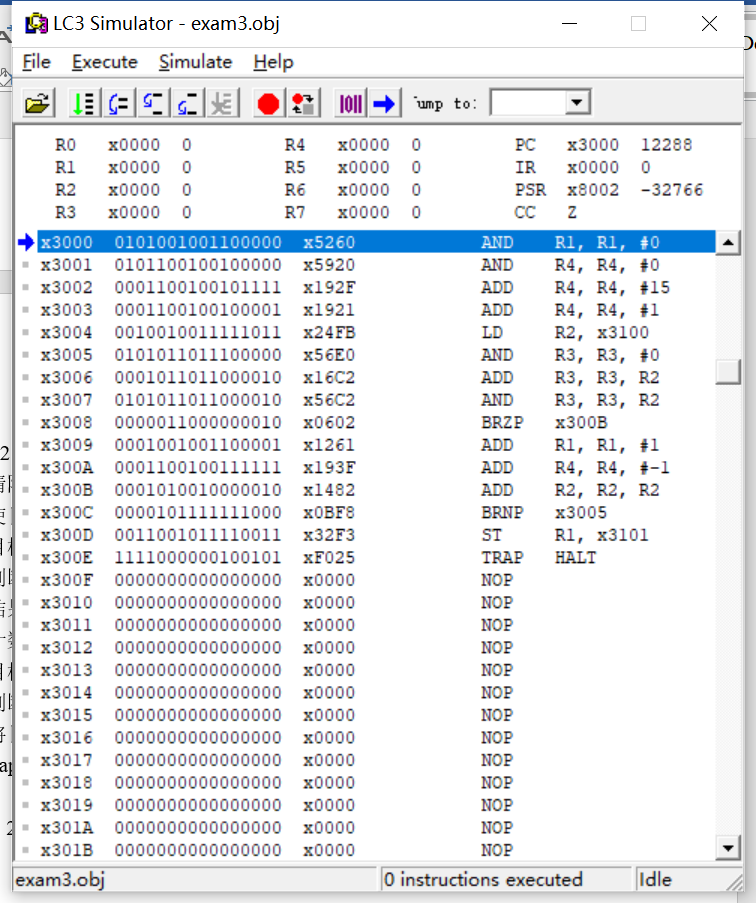 LC3 Simulator - exam3.obj
File Execute Simulate Help
Jump to:
R0 x0000 0 R4 x0000 0 PC x3000 12288
R1 x0000 0 R5 x0000 0 IR x0000 0
R2 x0000 0 R6 x0000 0 PSR x8002 -32766
R3 x0000 0 R7 x0000 0 CC Z
x3000 0101001001100000 x5260 AND R1, R1, #0
x3001 0101100100100000 x5920 AND R4, R4, #0
x3002 0001100100101111 x192F ADD R4, R4, #15
x3003 0001100100100001 x1921 ADD R4, R4, #1
x3004 0010010011111011 x24FB LD R2, x3100
x3005 0101011011100000 x56E0 AND R3, R3, #0
x3006 0001011011000010 x16C2 ADD R3, R3, R2
x3007 0101011011000010 x56C2 AND R3, R3, R2
x3008 0000011000000010 x0602 BRZP x300B
x3009 0001001001100001 x1261 ADD R1, R1, #1
x300A 0001100100111111 x193F ADD R4, R4, #-1
x300B 0001010010000010 x1482 ADD R2, R2, R2
x300C 0000101111111000 x0BF8 BRNP x3005
x300D 0011001011110011 x32F3 ST R1, x3101
x300E 1111000000100101 xF025 TRAP HALT
x300F 0000000000000000 x0000 NOP
x3010 0000000000000000 x0000 NOP
x3011 0000000000000000 x0000 NOP
x3012 0000000000000000 x0000 NOP
x3013 0000000000000000 x0000 NOP
x3014 0000000000000000 x0000 NOP
x3015 0000000000000000 x0000 NOP
x3016 0000000000000000 x0000 NOP
x3017 0000000000000000 x0000 NOP
x3018 0000000000000000 x0000 NOP
x3019 0000000000000000 x0000 NOP
x301A 0000000000000000 x0000 NOP
x301B 0000000000000000 x0000 NOP
exam3.obj 0 instructions executed Idle